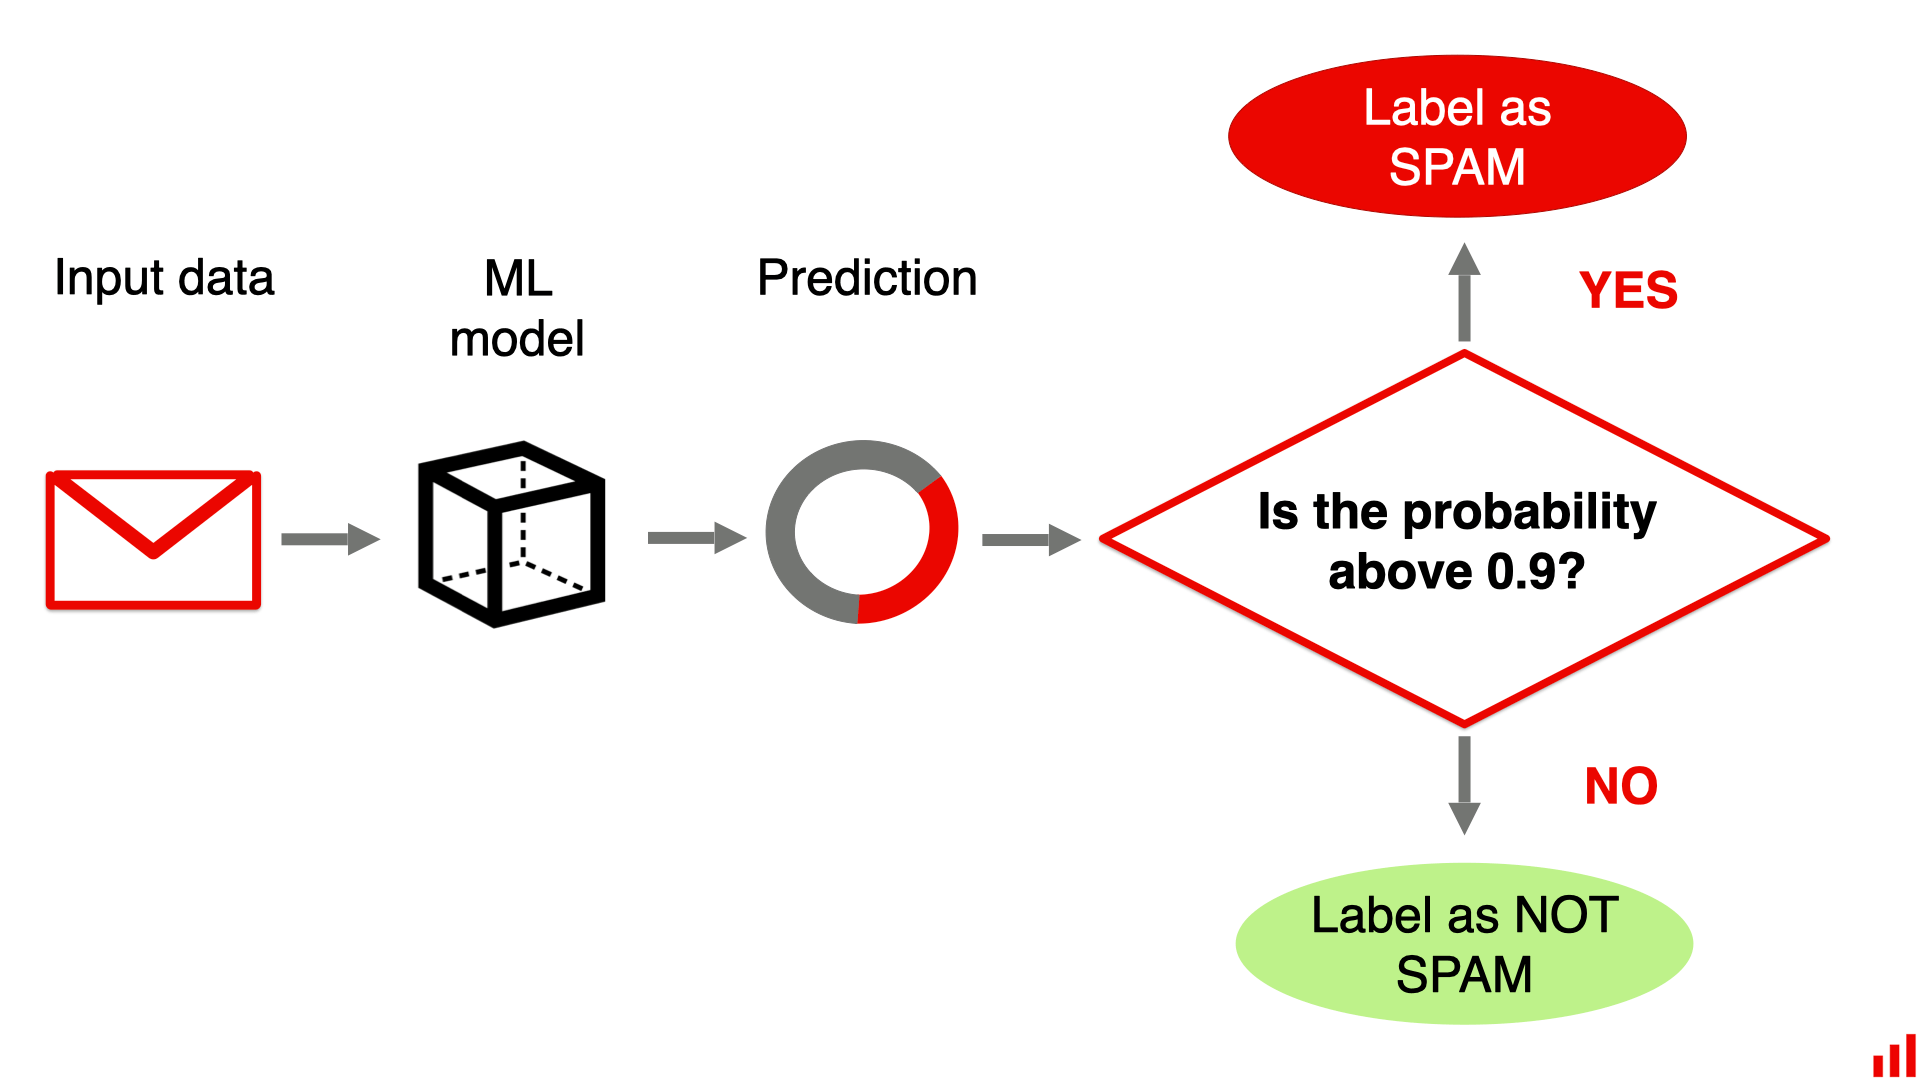 Input data
ML
model
Prediction
Label as
SPAM
YES
Is the probability
above 0.9?
NO
Label as NOT
SPAM